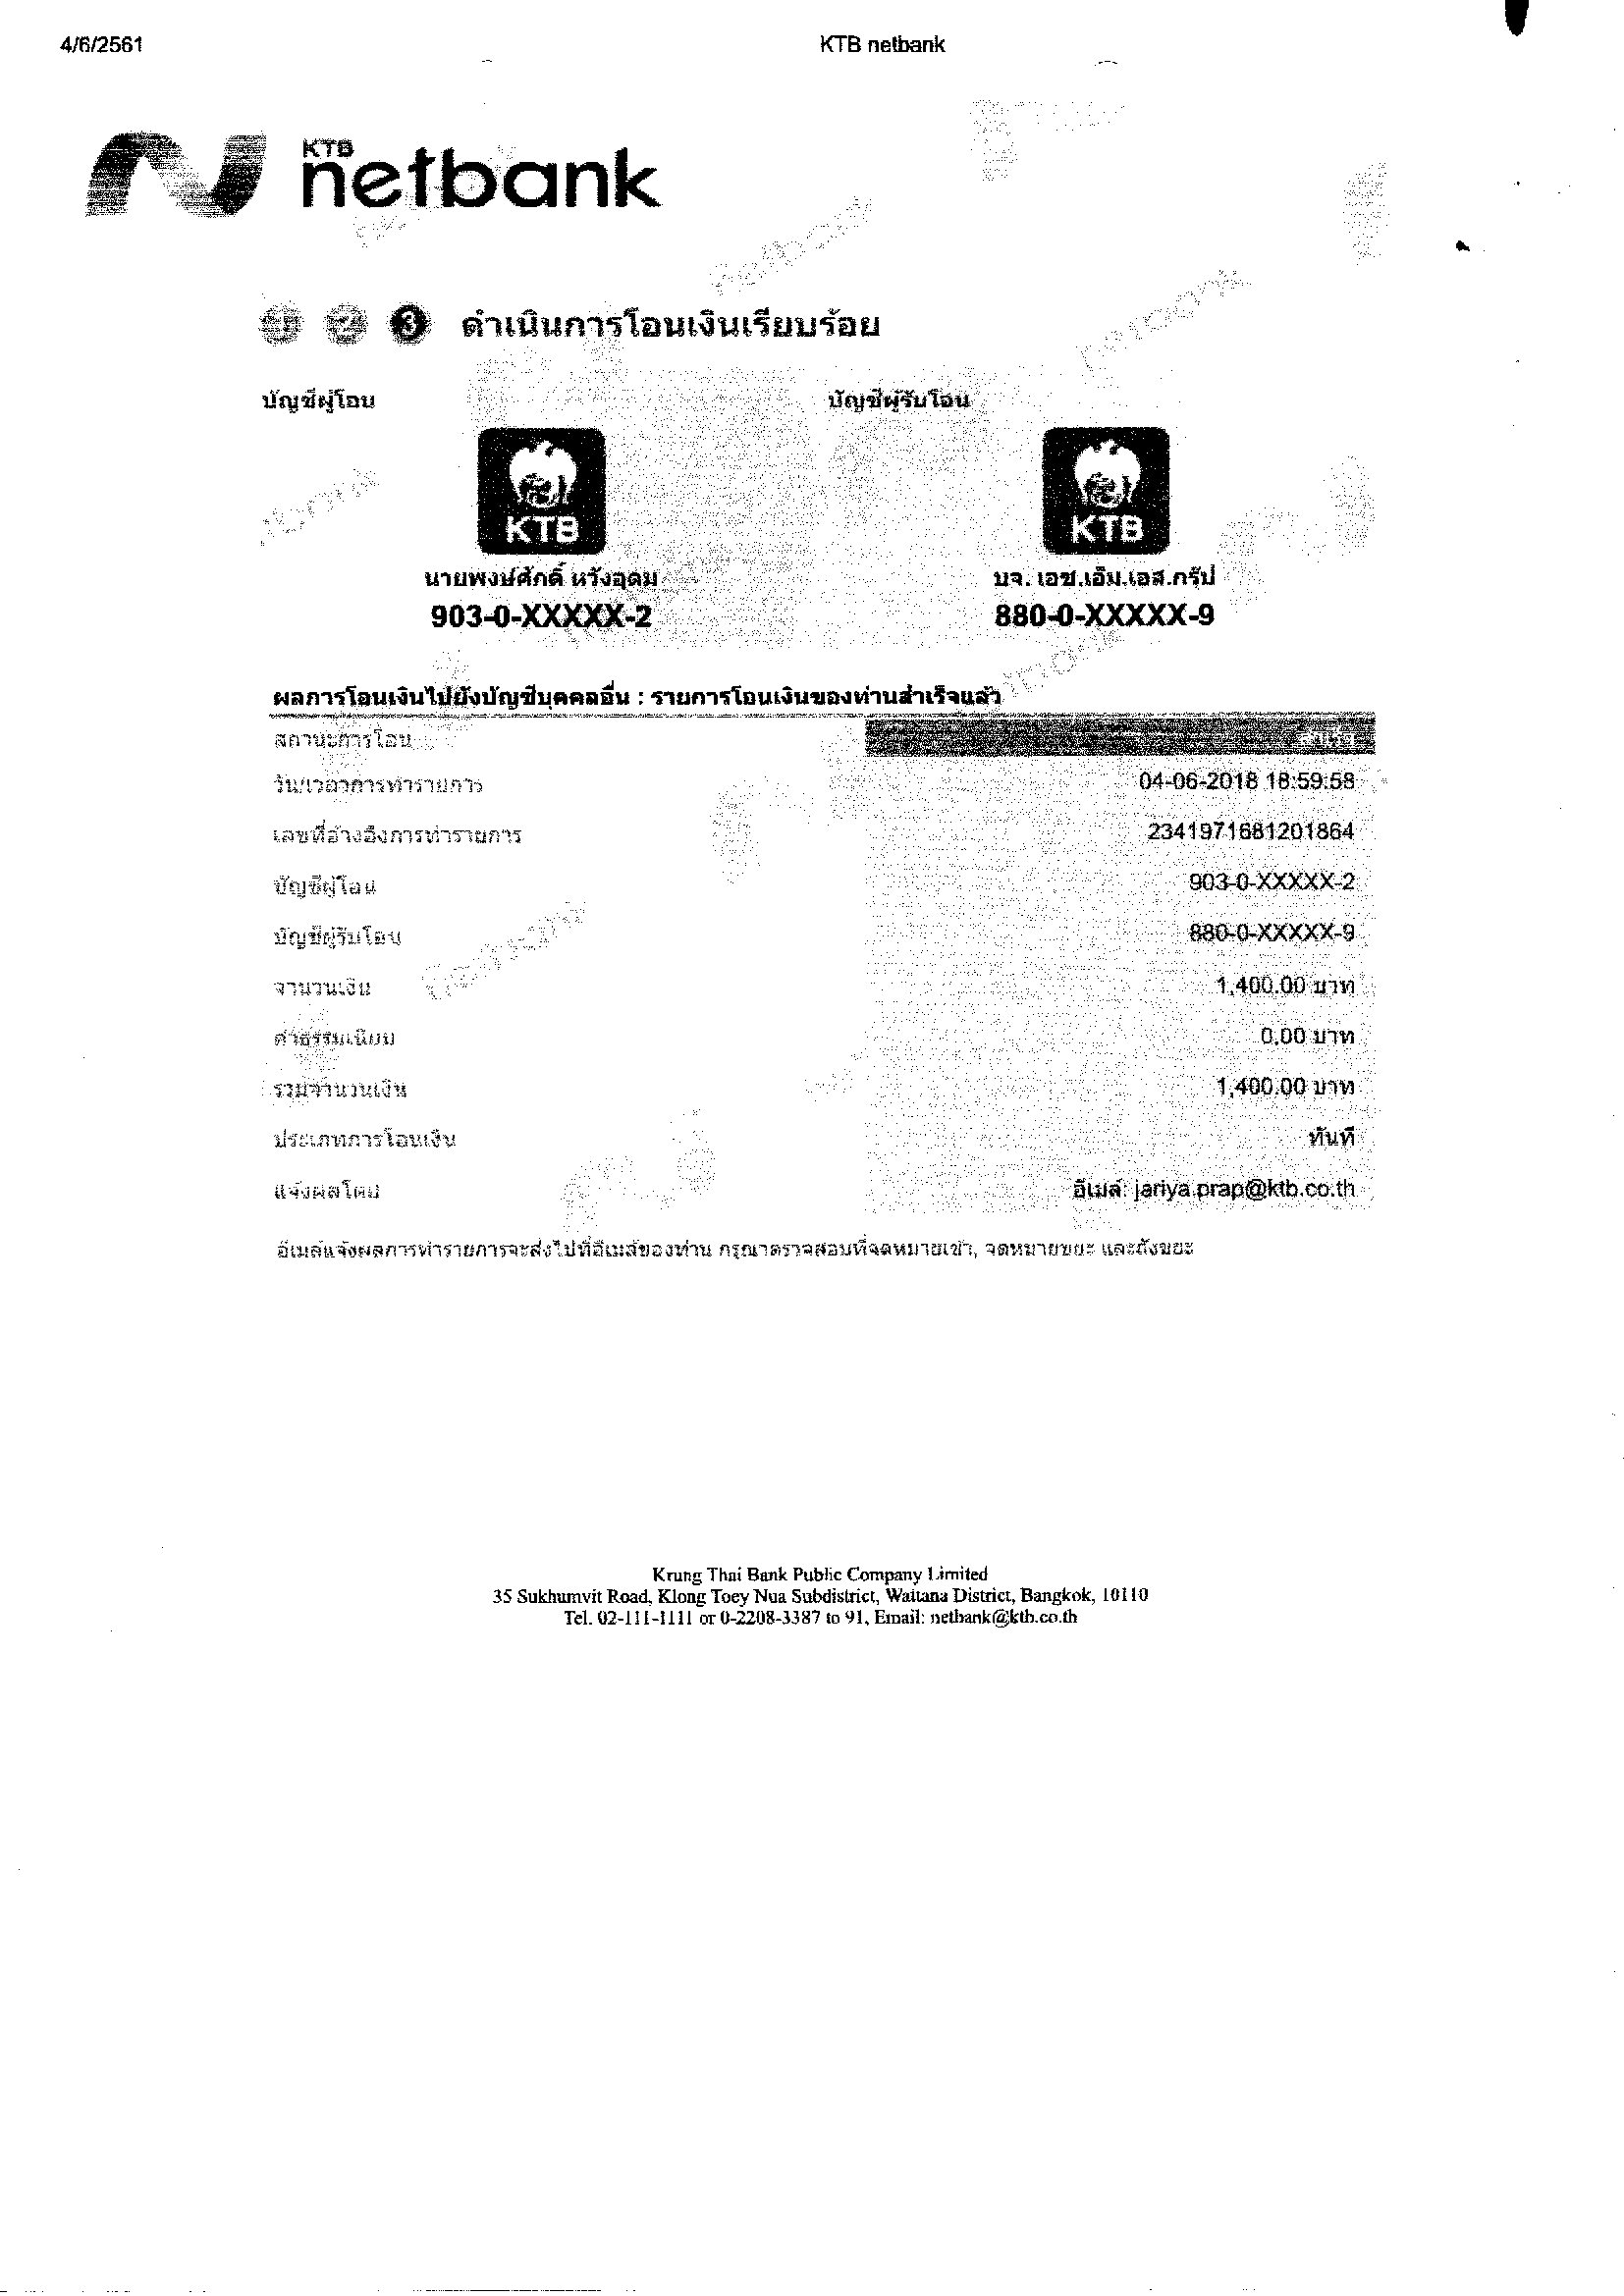 4/6/2561 KTB netbank
KTB
netbank
3 ดำเนินการโอนเงินเรียบร้อย
บัญชีผู้โอน บัญชีผู้รับโอน
KTB KTB
นายพงษ์ศักดิ์ หวังอุดม บจ. เอช.เอ็ม.เอส.กรุ๊ป
903-0-XXXXX-2 880-0-XXXXX-9
ผลการโอนเงินไปยังบัญชีบุคคลอื่น : รายการโอนเงินของท่านสำเร็จแล้ว
สถานะการโอน สำเร็จ
วัน/เวลาการทำรายการ 04-06-2018 18:59:58
เลขที่อ้างอิงการทำรายการ 2341971681201864
บัญชีผู้โอน 903-0-XXXXX-2
บัญชีผู้รับโอน 880-0-XXXXX-9
จำนวนเงิน 1,400.00 บาท
ค่าธรรมเนียม 0.00 บาท
รวมจำนวนเงิน 1,400.00 บาท
ประเภทการโอนเงิน ทันที
แจ้งผลโดย อีเมล์: jariya.prap@ktb.co.th
อีเมล์แจ้งผลการทำรายการจะส่งไปที่อีเมล์ของท่าน กรุณาตรวจสอบที่จดหมายเข้า, จดหมายขยะ และถังขยะ
Krung Thai Bank Public Company Limited
35 Sukhumvit Road, Klong Toey Nua Subdistrict, Wattana District, Bangkok, 10110
Tel. 02-111-1111 or 0-2208-3387 to 91, Email: netbank@ktb.co.th